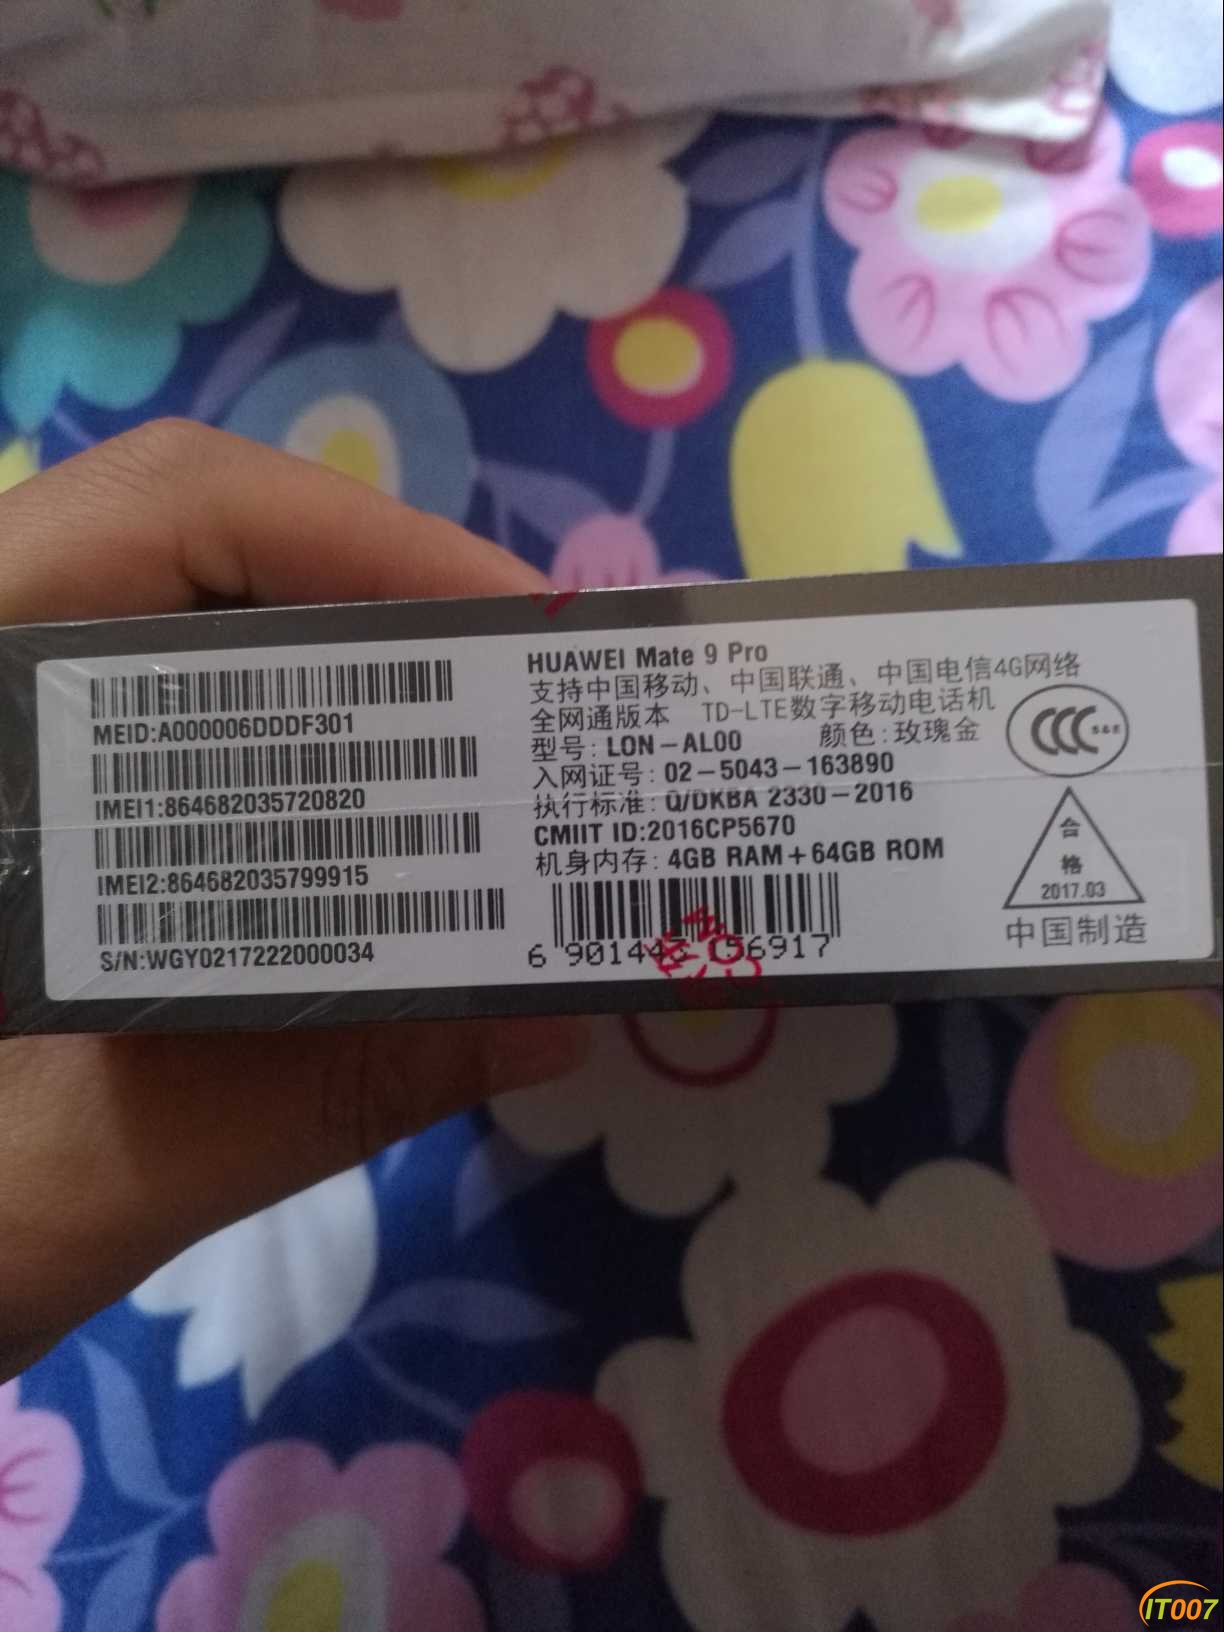 MEID:A000006DDDF301
IMEI1:864682035720820
IMEI2:864682035799915
S/N:WGY0217222000034
HUAWEI Mate 9 Pro
支持中国移动、中国联通、中国电信4G网络
全网通版本 TD-LTE数字移动电话机
型号: LON-AL00 颜色:玫瑰金
入网证号: 02-5043-163890
执行标准: Q/DKBA 2330-2016
CMIIT ID:2016CP5670
机身内存: 4GB RAM+64GB ROM
CCC S&E
合
格
2017.03
中国制造
IT007